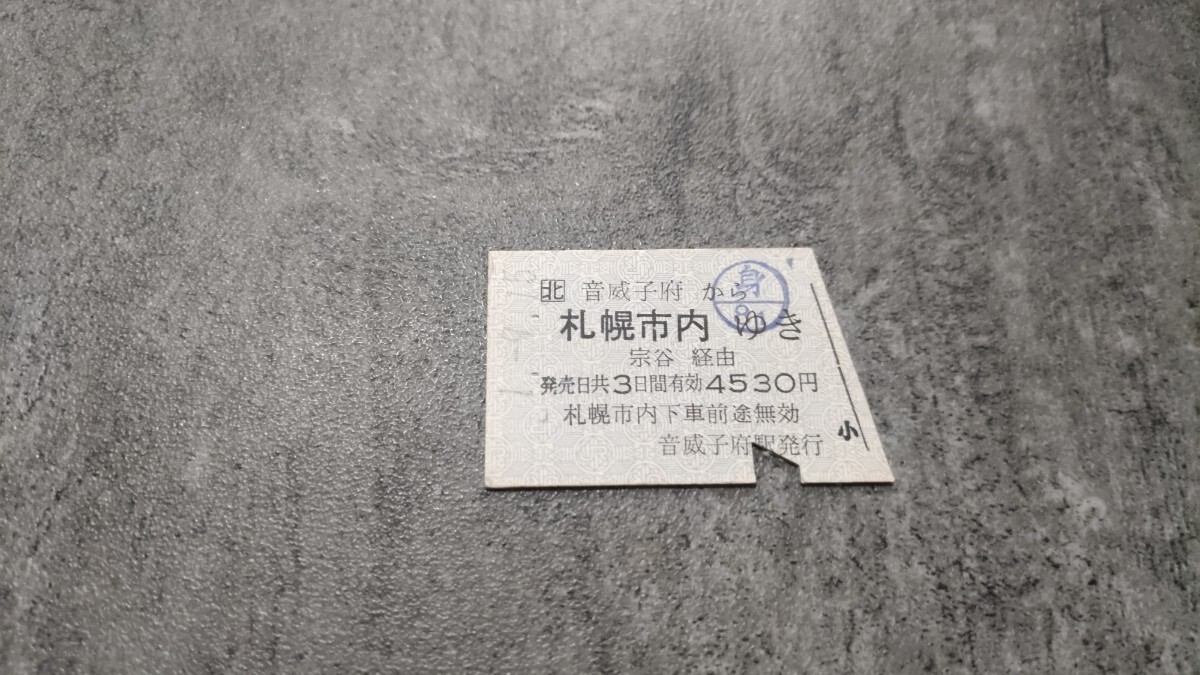 北 音威子府 から
身
札幌市内 ゆき
宗谷 経由
発売日共3日間有効4530円
札幌市内下車前途無効
音威子府駅発行
小